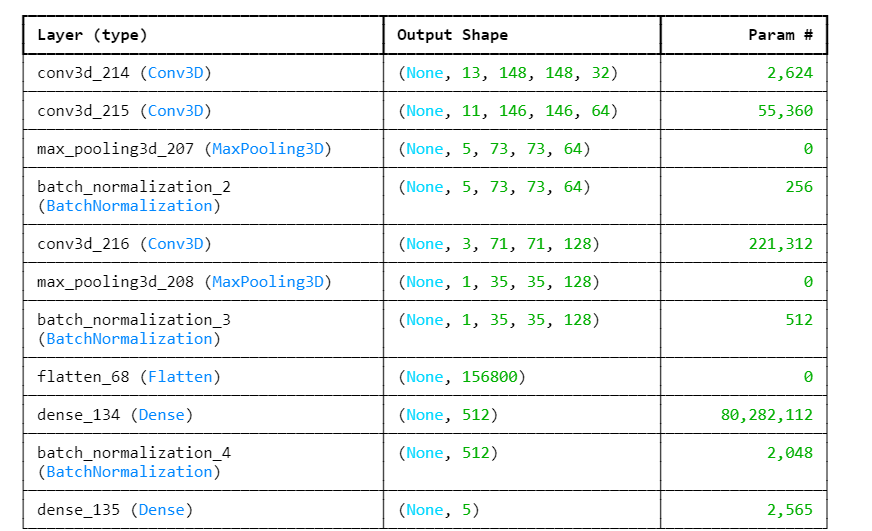 Layer (type) Output Shape Param #
conv3d_214 (Conv3D) (None, 13, 148, 148, 32) 2,624
conv3d_215 (Conv3D) (None, 11, 146, 146, 64) 55,360
max_pooling3d_207 (MaxPooling3D) (None, 5, 73, 73, 64) 0
batch_normalization_2 (None, 5, 73, 73, 64) 256
(BatchNormalization)
conv3d_216 (Conv3D) (None, 3, 71, 71, 128) 221,312
max_pooling3d_208 (MaxPooling3D) (None, 1, 35, 35, 128) 0
batch_normalization_3 (None, 1, 35, 35, 128) 512
(BatchNormalization)
flatten_68 (Flatten) (None, 156800) 0
dense_134 (Dense) (None, 512) 80,282,112
batch_normalization_4 (None, 512) 2,048
(BatchNormalization)
dense_135 (Dense) (None, 5) 2,565